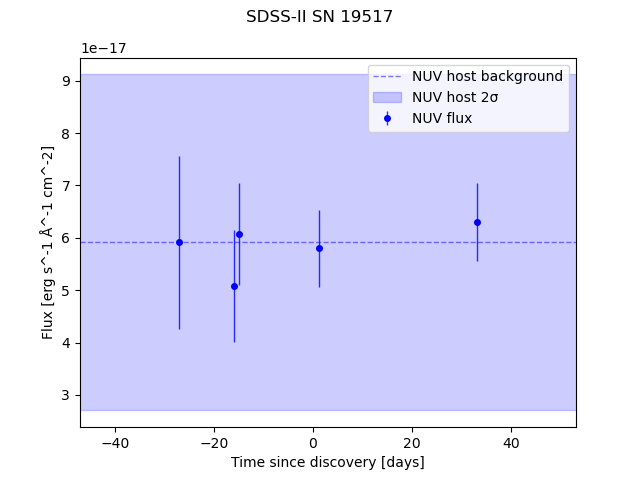 SDSS-II SN 19517
1e−17
NUV host background
NUV host 2σ
NUV flux
9
8
7
6
5
4
3
Flux [erg s^-1 Å^-1 cm^-2]
−40 −20 0 20 40
Time since discovery [days]